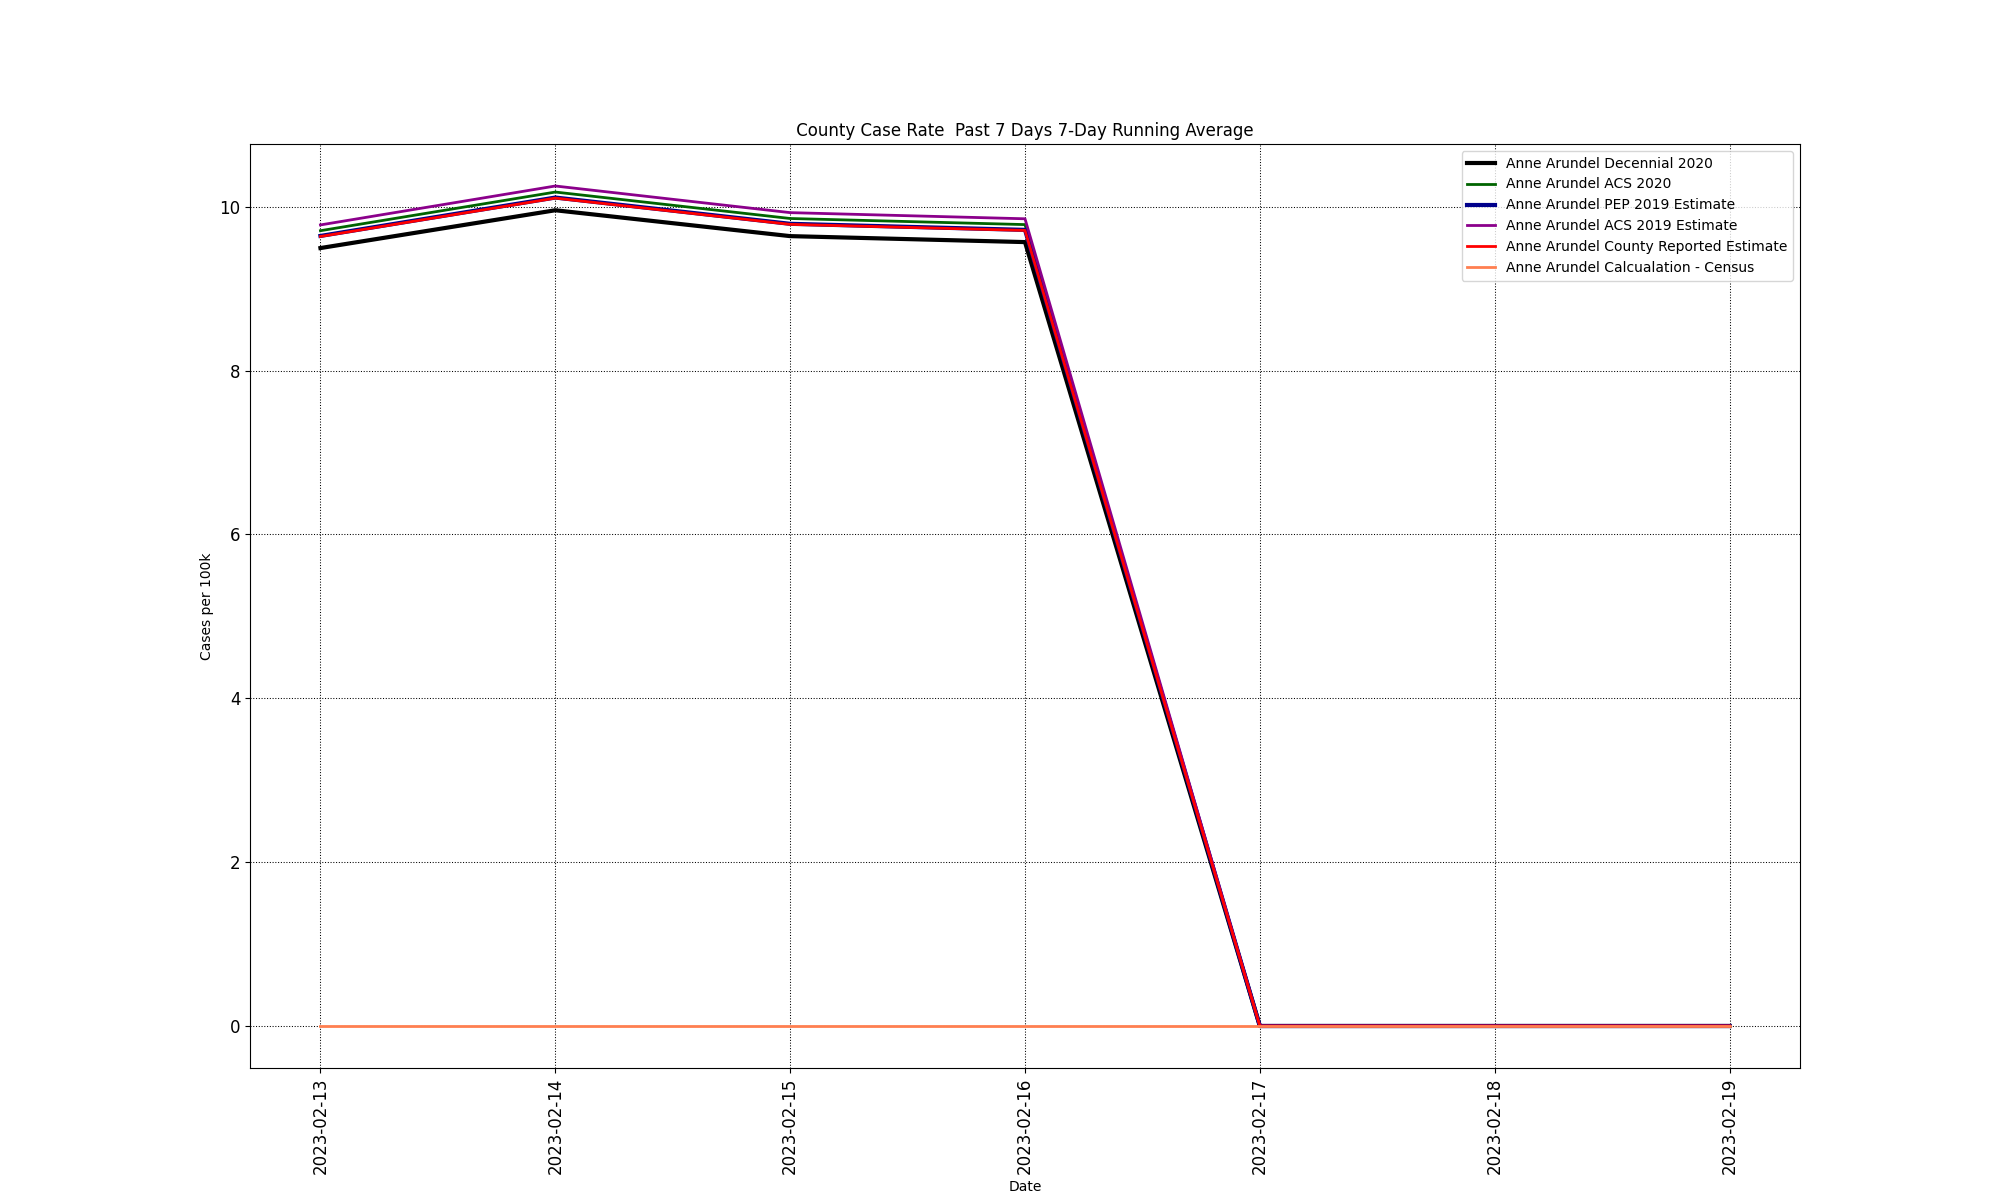 County Case Rate  Past 7 Days 7-Day Running Average
Anne Arundel Decennial 2020
Anne Arundel ACS 2020
Anne Arundel PEP 2019 Estimate
Anne Arundel ACS 2019 Estimate
Anne Arundel County Reported Estimate
Anne Arundel Calcualation - Census
10
8
6
4
2
0
Cases per 100k
2023-02-13
2023-02-14
2023-02-15
2023-02-16
2023-02-17
2023-02-18
2023-02-19
Date